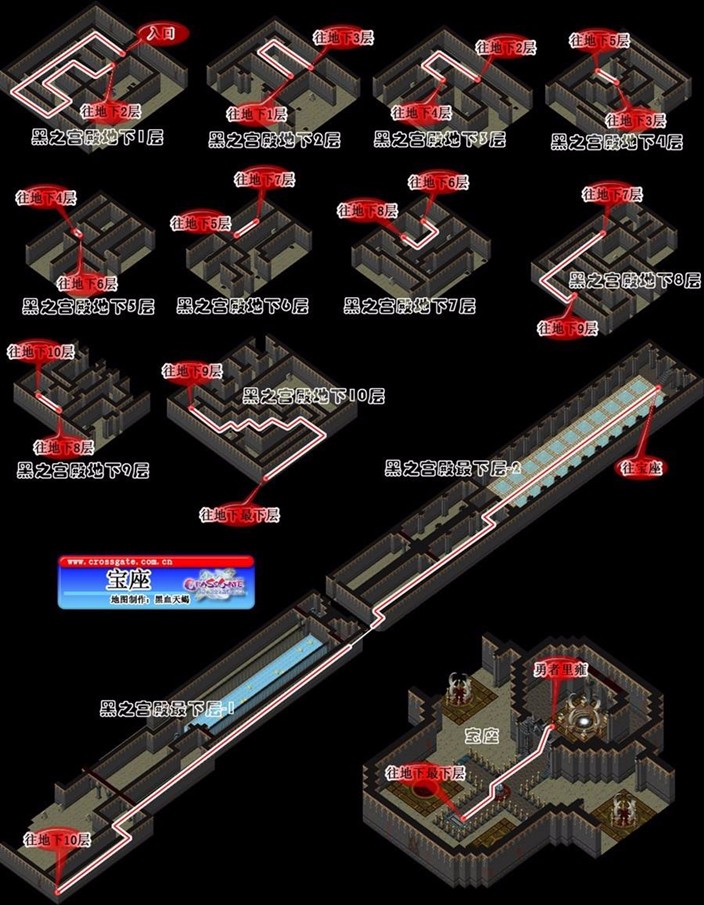 入口
往地下2层
黑之宫殿地下1层
往地下3层
往地下1层
黑之宫殿地下2层
往地下2层
往地下4层
黑之宫殿地下3层
往地下5层
往地下3层
黑之宫殿地下4层
往地下4层
往地下6层
黑之宫殿地下5层
往地下7层
往地下5层
黑之宫殿地下6层
往地下6层
往地下8层
黑之宫殿地下7层
往地下7层
黑之宫殿地下8层
往地下9层
往地下10层
往地下8层
黑之宫殿地下9层
往地下9层
黑之宫殿地下10层
往地下最下层
黑之宫殿最下层-2
往宝座
www.crossgate.com.cn
宝座
CROSSGATE
地图制作：黑血天蝎
黑之宫殿最下层-1
往地下10层
勇者里雍
宝座
往地下最下层